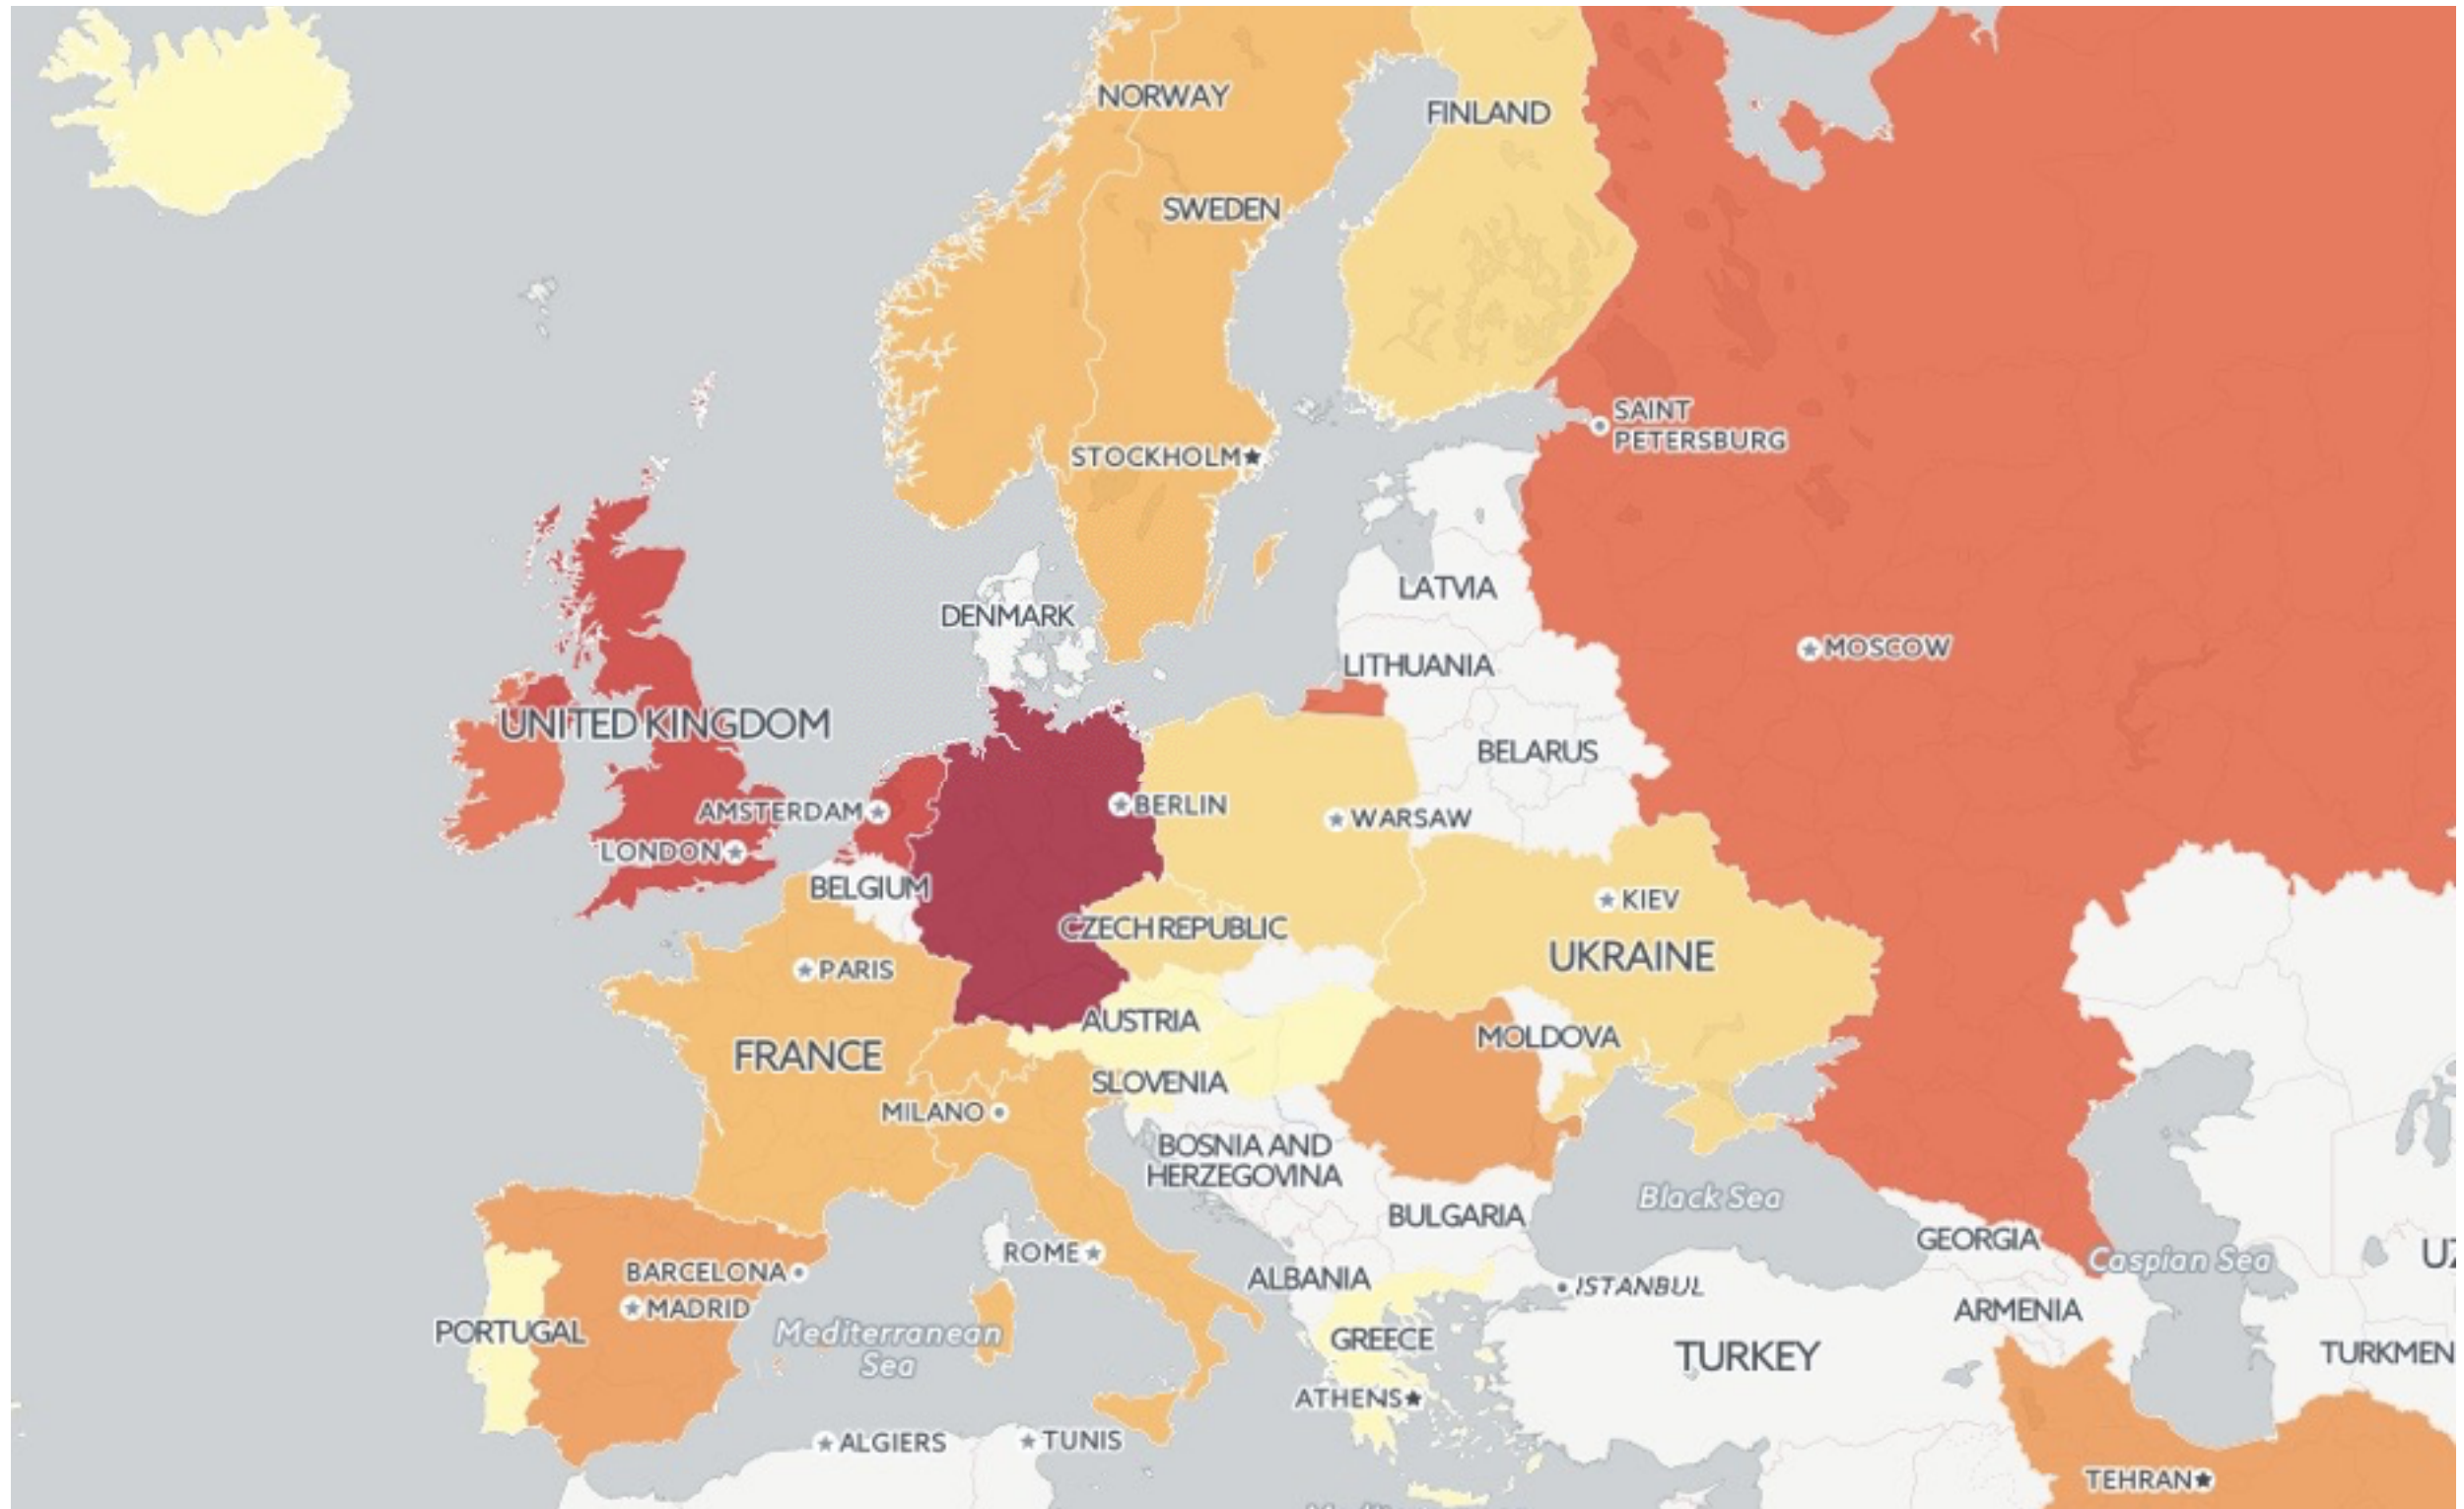 NORWAY
FINLAND
SWEDEN
SAINT
PETERSBURG
STOCKHOLM
LATVIA
DENMARK
MOSCOW
LITHUANIA
UNITED KINGDOM
BELARUS
BERLIN
AMSTERDAM
WARSAW
LONDON
BELGIUM
KIEV
CZECH REPUBLIC
UKRAINE
PARIS
AUSTRIA
MOLDOVA
FRANCE
SLOVENIA
MILANO
BOSNIA AND
HERZEGOVINA
Black Sea
BULGARIA
GEORGIA
ROME
UZ
Caspian Sea
BARCELONA
ALBANIA
ISTANBUL
MADRID
ARMENIA
PORTUGAL
Mediterranean
Sea
GREECE
TURKEY
TURKMEN
ATHENS
ALGIERS
TUNIS
TEHRAN